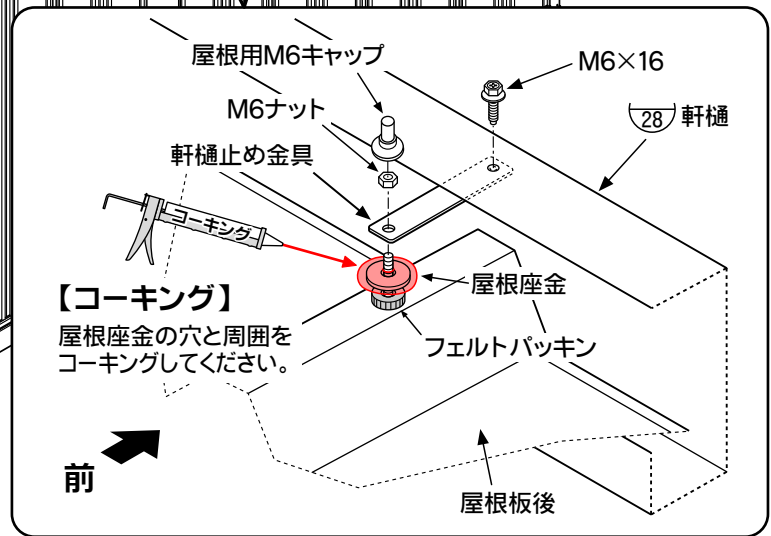 屋根用M6キャップ
M6×16
M6ナット
28 軒樋
軒樋止め金具
コーキング
【コーキング】
屋根座金の穴と周囲を
コーキングしてください。
屋根座金
フェルトパッキン
前
屋根板後